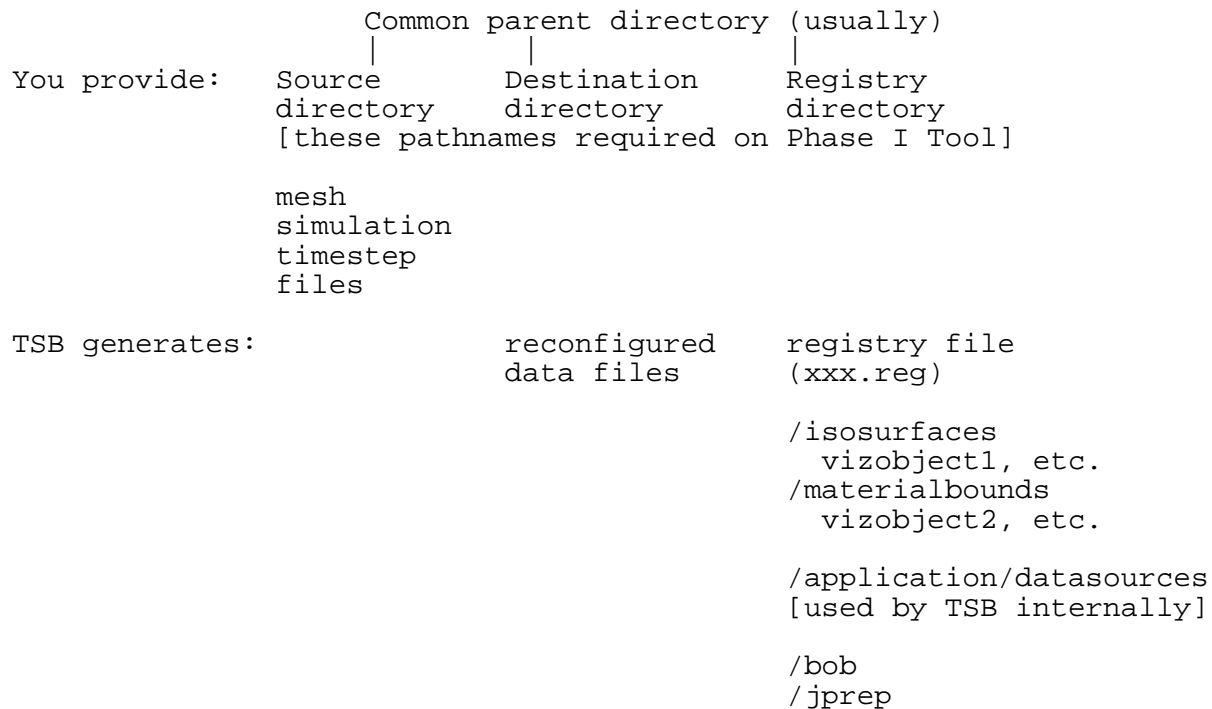 Common parent directory (usually)
| | |
You provide: Source Destination Registry
directory directory directory
[these pathnames required on Phase I Tool]
mesh
simulation
timestep
files
TSB generates: reconfigured registry file
data files (xxx.reg)
/isosurfaces
vizobject1, etc.
/materialbounds
vizobject2, etc.
/application/datasources
[used by TSB internally]
/bob
/jprep